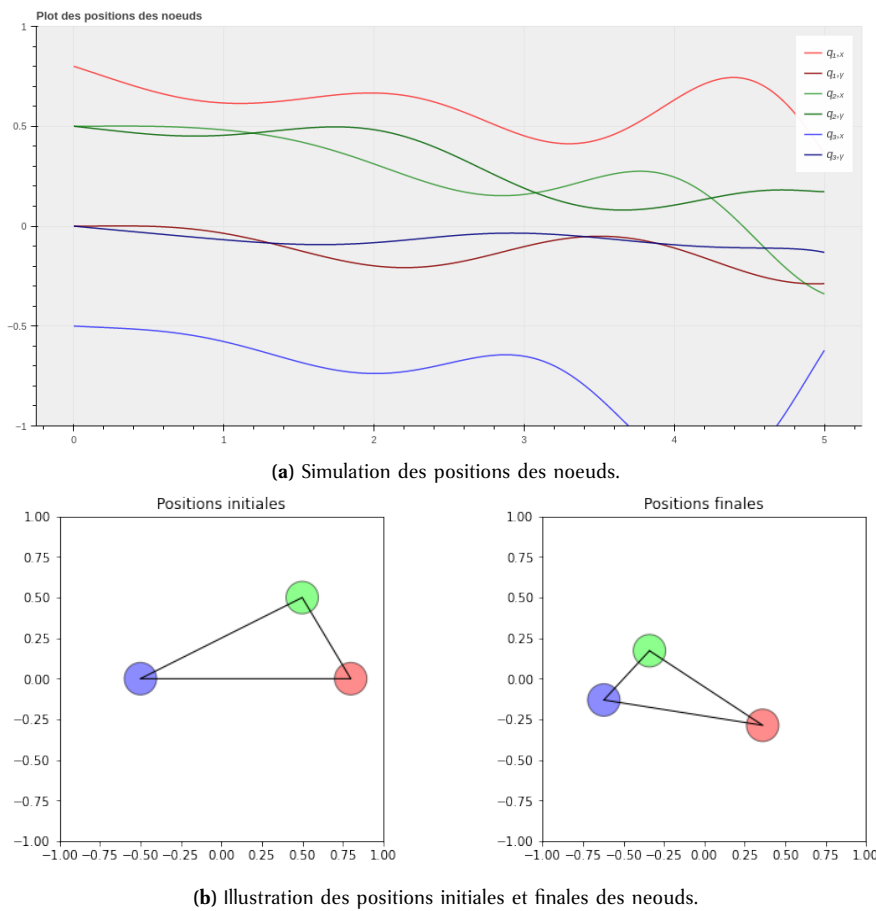 Plot des positions des noeuds
1
0.5
0
−0.5
−1
0 1 2 3 4 5
q₁,x
q₁,y
q₂,x
q₂,y
q₃,x
q₃,y
(a) Simulation des positions des noeuds.
Positions initiales
1.00
0.75
0.50
0.25
0.00
−0.25
−0.50
−0.75
−1.00
−1.00 −0.75 −0.50 −0.25 0.00 0.25 0.50 0.75 1.00
Positions finales
1.00
0.75
0.50
0.25
0.00
−0.25
−0.50
−0.75
−1.00
−1.00 −0.75 −0.50 −0.25 0.00 0.25 0.50 0.75 1.00
(b) Illustration des positions initiales et finales des neouds.